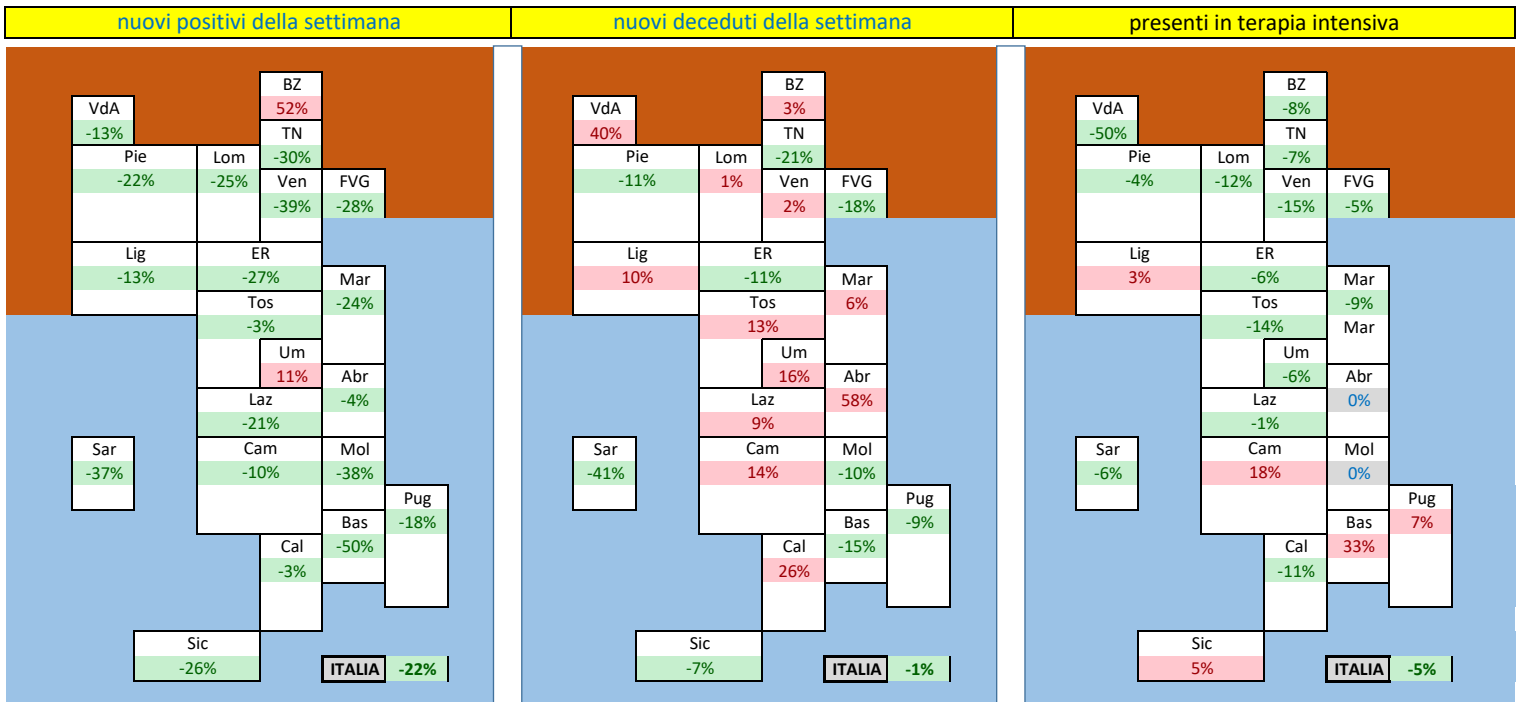 nuovi positivi della settimana
nuovi deceduti della settimana
presenti in terapia intensiva
BZ
VdA 52%
-13% TN
Pie Lom -30%
-22% -25% Ven FVG
-39% -28%
Lig ER
-13% -27% Mar
Tos -24%
-3%
Um
11% Abr
Laz -4%
-21%
Sar Cam Mol
-37% -10% -38%
Pug
Bas -18%
Cal -50%
-3%
Sic
-26% ITALIA -22%
BZ
VdA 3%
40% TN
Pie Lom -21%
-11% 1% Ven FVG
2% -18%
Lig ER
10% -11% Mar
Tos 6%
13%
Um
16% Abr
Laz 58%
9%
Sar Cam Mol
-41% 14% -10%
Pug
Bas -9%
Cal -15%
26%
Sic
-7% ITALIA -1%
BZ
VdA -8%
-50% TN
Pie Lom -7%
-4% -12% Ven FVG
-15% -5%
Lig ER
3% -6% Mar
Tos -9%
-14% Mar
Um
-6% Abr
Laz 0%
-1%
Sar Cam Mol
-6% 18% 0%
Pug
Bas 7%
Cal 33%
-11%
Sic
5% ITALIA -5%